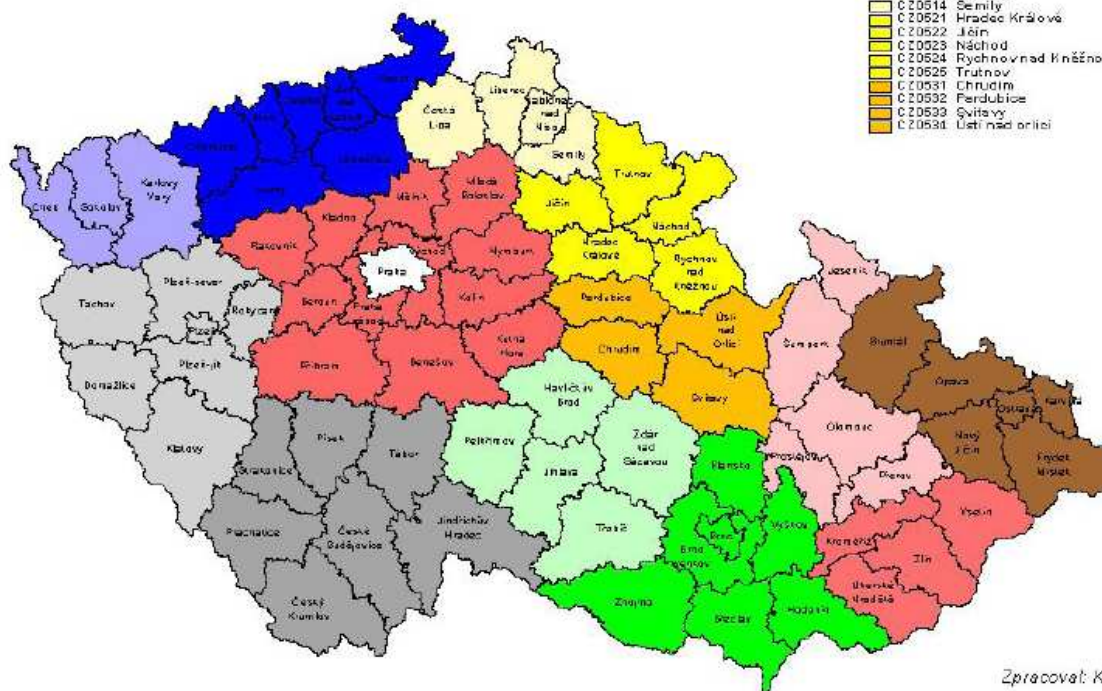 CZ0514 Semily
CZ0521 Hradec Králové
CZ0522 Jičín
CZ0523 Náchod
CZ0524 Rychnov nad Kněžno
CZ0525 Trutnov
CZ0531 Chrudim
CZ0532 Pardubice
CZ0533 Svitavy
CZ0534 Ústí nad orlicí
Česká
Lípa
Liberec
Jablonec
nad
Nisou
Semily
Trutnov
Jičín
Náchod
Hradec
Králové
Rychnov
nad
Kněžnou
Karlovy
Vary
Cheb
Sokolov
Mělník
Mladá
Boleslav
Kladno
Rakovník
Nymburk
Praha
Beroun
Kolín
Kutná
Hora
Příbram
Benešov
Tachov
Plzeň-sever
Rokycany
Plzeň
Plzeň-jih
Domažlice
Klatovy
Pardubice
Chrudim
Ústí
nad
Orlicí
Svitavy
Jeseník
Šumperk
Olomouc
Prostějov
Přerov
Bruntál
Opava
Ostrava
Karviná
Nový
Jičín
Frýdek
Místek
Havlíčkův
Brod
Pelhřimov
Jihlava
Žďár
nad
Sázavou
Třebíč
Písek
Tábor
Strakonice
Prachatice
České
Budějovice
Jindřichův
Hradec
Český
Krumlov
Blansko
Brno
Brno
venkov
Vyškov
Znojmo
Břeclav
Hodonín
Kroměříž
Vsetín
Zlín
Uherské
Hradiště
Zpracoval: K